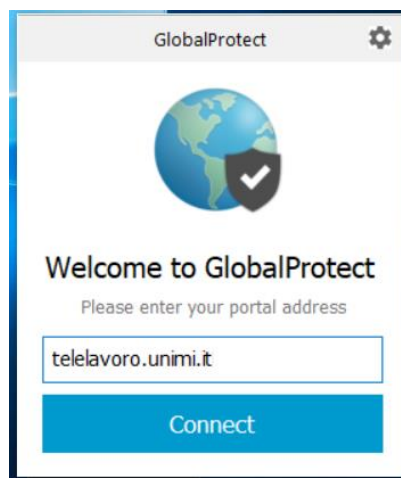 GlobalProtect
Welcome to GlobalProtect
Please enter your portal address
telelavoro.unimi.it
Connect